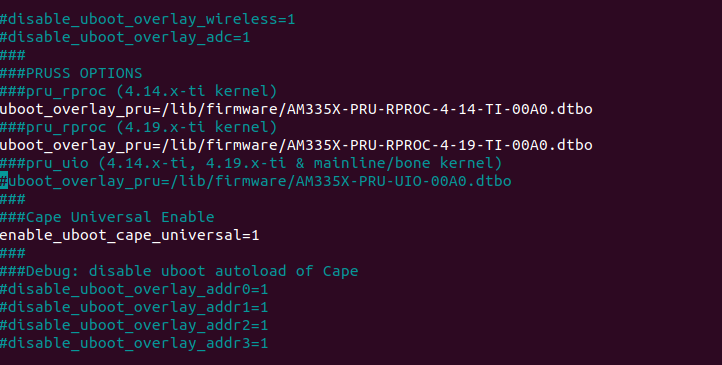 #disable_uboot_overlay_wireless=1
#disable_uboot_overlay_adc=1
###
###PRUSS OPTIONS
###pru_rproc (4.14.x-ti kernel)
uboot_overlay_pru=/lib/firmware/AM335X-PRU-RPROC-4-14-TI-00A0.dtbo
###pru_rproc (4.19.x-ti kernel)
uboot_overlay_pru=/lib/firmware/AM335X-PRU-RPROC-4-19-TI-00A0.dtbo
###pru_uio (4.14.x-ti, 4.19.x-ti & mainline/bone kernel)
#uboot_overlay_pru=/lib/firmware/AM335X-PRU-UIO-00A0.dtbo
###
###Cape Universal Enable
enable_uboot_cape_universal=1
###
###Debug: disable uboot autoload of Cape
#disable_uboot_overlay_addr0=1
#disable_uboot_overlay_addr1=1
#disable_uboot_overlay_addr2=1
#disable_uboot_overlay_addr3=1